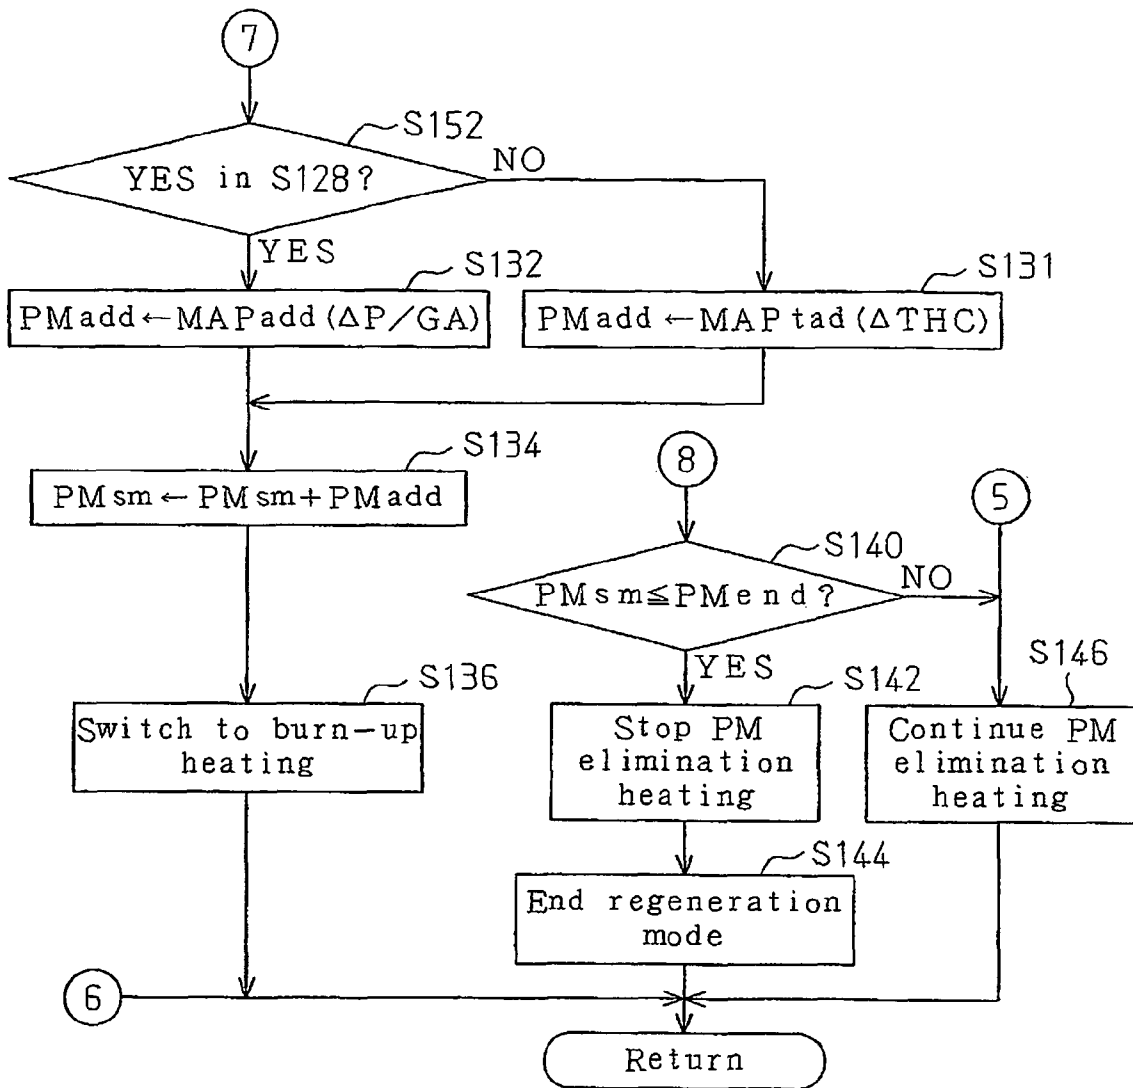 7
S152
YES in S128?
NO
YES
S132
PMadd←MAPadd(ΔP/GA)
S131
PMadd←MAPtad(ΔTHC)
S134
PMsm←PMsm+PMadd
8
5
S140
PMsm≦PMend?
NO
YES
S136
Switch to burn-up
heating
S142
Stop PM
elimination
heating
S146
Continue PM
elimination
heating
S144
End regeneration
mode
6
Return